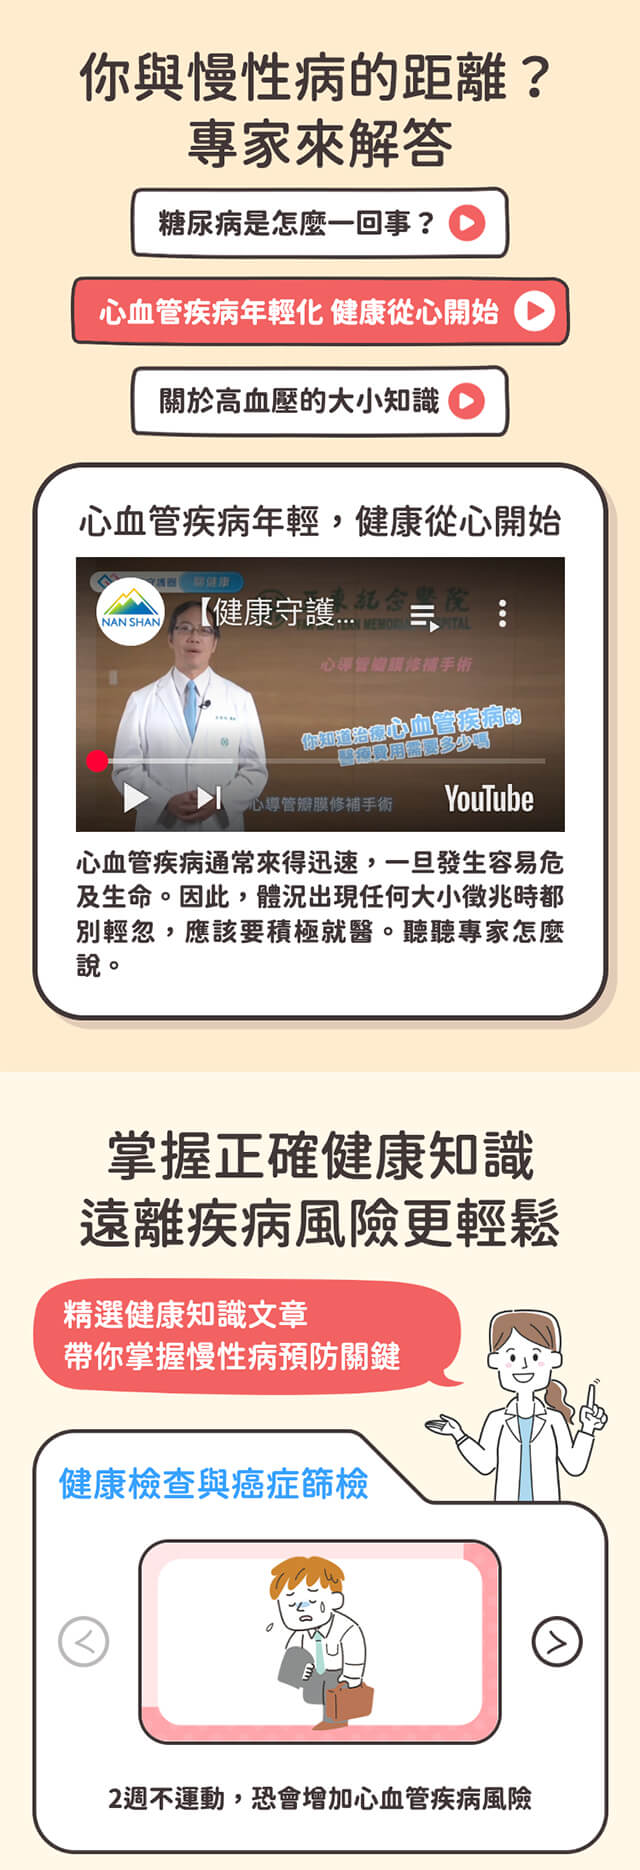 你與慢性病的距離？
專家來解答
糖尿病是怎麼一回事？
心血管疾病年輕化 健康從心開始
關於高血壓的大小知識
心血管疾病年輕，健康從心開始
聊健康
NAN SHAN
【健康守護...
東紀念醫院
心導管瓣膜修補手術
你知道治療心血管疾病的
醫療費用需要多少嗎
心導管瓣膜修補手術
YouTube
心血管疾病通常來得迅速，一旦發生容易危
及生命。因此，體況出現任何大小徵兆時都
別輕忽，應該要積極就醫。聽聽專家怎麼
說。
掌握正確健康知識
遠離疾病風險更輕鬆
精選健康知識文章
帶你掌握慢性病預防關鍵
健康檢查與癌症篩檢
2週不運動，恐會增加心血管疾病風險